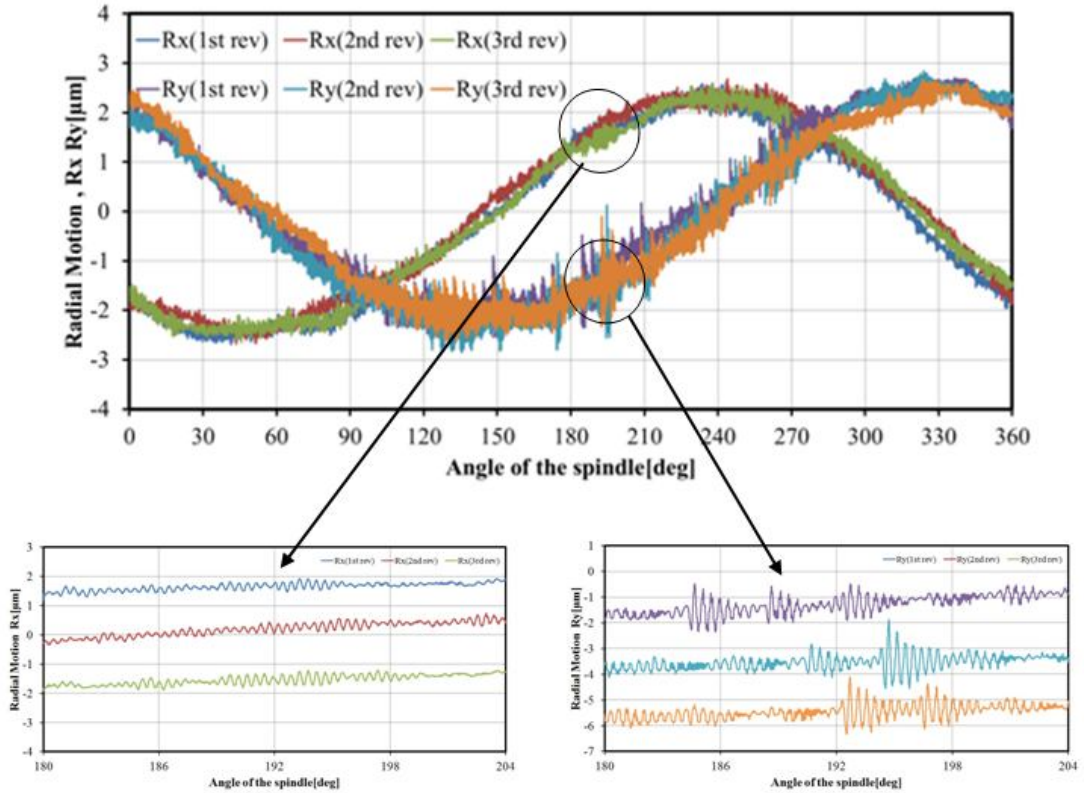 4
3
2
1
0
-1
-2
-3
-4
Radial Motion , Rx Ry[μm]
Rx(1st rev) Rx(2nd rev) Rx(3rd rev)
Ry(1st rev) Ry(2nd rev) Ry(3rd rev)
0 30 60 90 120 150 180 210 240 270 300 330 360
Angle of the spindle[deg]
3
2
1
0
-1
-2
-3
-4
Radial Motion Rx[μm]
Rx(1st rev) Rx(2nd rev) Rx(3rd rev)
180 186 192 198 204
Angle of the spindle[deg]
1
0
-1
-2
-3
-4
-5
-6
-7
Radial Motion Ry[μm]
Ry(1st rev) Ry(2nd rev) Ry(3rd rev)
180 186 192 198 204
Angle of the spindle[deg]